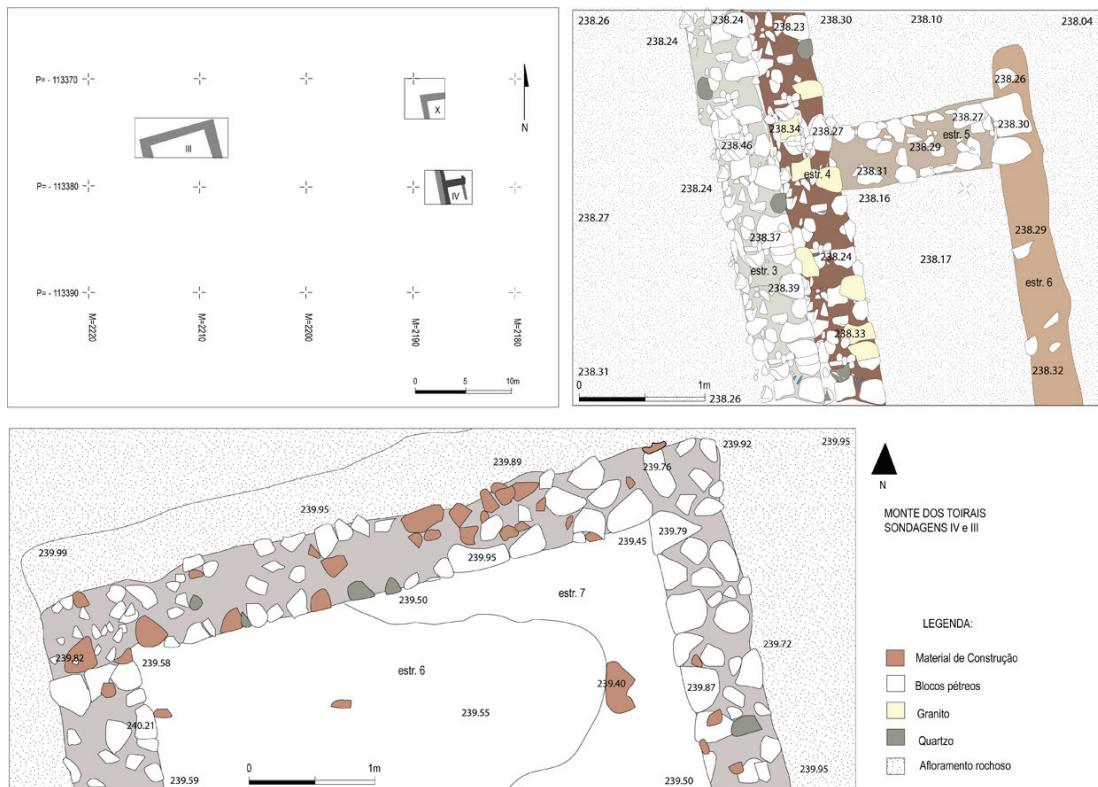 P= - 113370
P= - 113380
P= - 113390
III
X
IV
N
M=2220
M=2210
M=2200
M=2190
M=2180
0 5 10m
238.26 238.24 238.23 238.30 238.10 238.04
238.24
238.26
238.34 238.27 238.27 238.30
238.46 estr. 5
238.29
estr. 4 238.31
238.24 238.16
238.27
238.29
238.37
238.24 238.17
estr. 3 estr. 6
238.39
238.33
238.31 238.32
0 1m
238.26
239.92 239.95
239.89 239.76
239.95
239.99
239.95 239.45 239.79
239.50 estr. 7
239.82 239.58 239.72
estr. 6
239.40 239.87
240.21 239.55
0 1m
239.59 239.50 239.95
N
MONTE DOS TOIRAIS
SONDAGENS IV e III
LEGENDA:
Material de Construção
Blocos pétreos
Granito
Quartzo
Afloramento rochoso